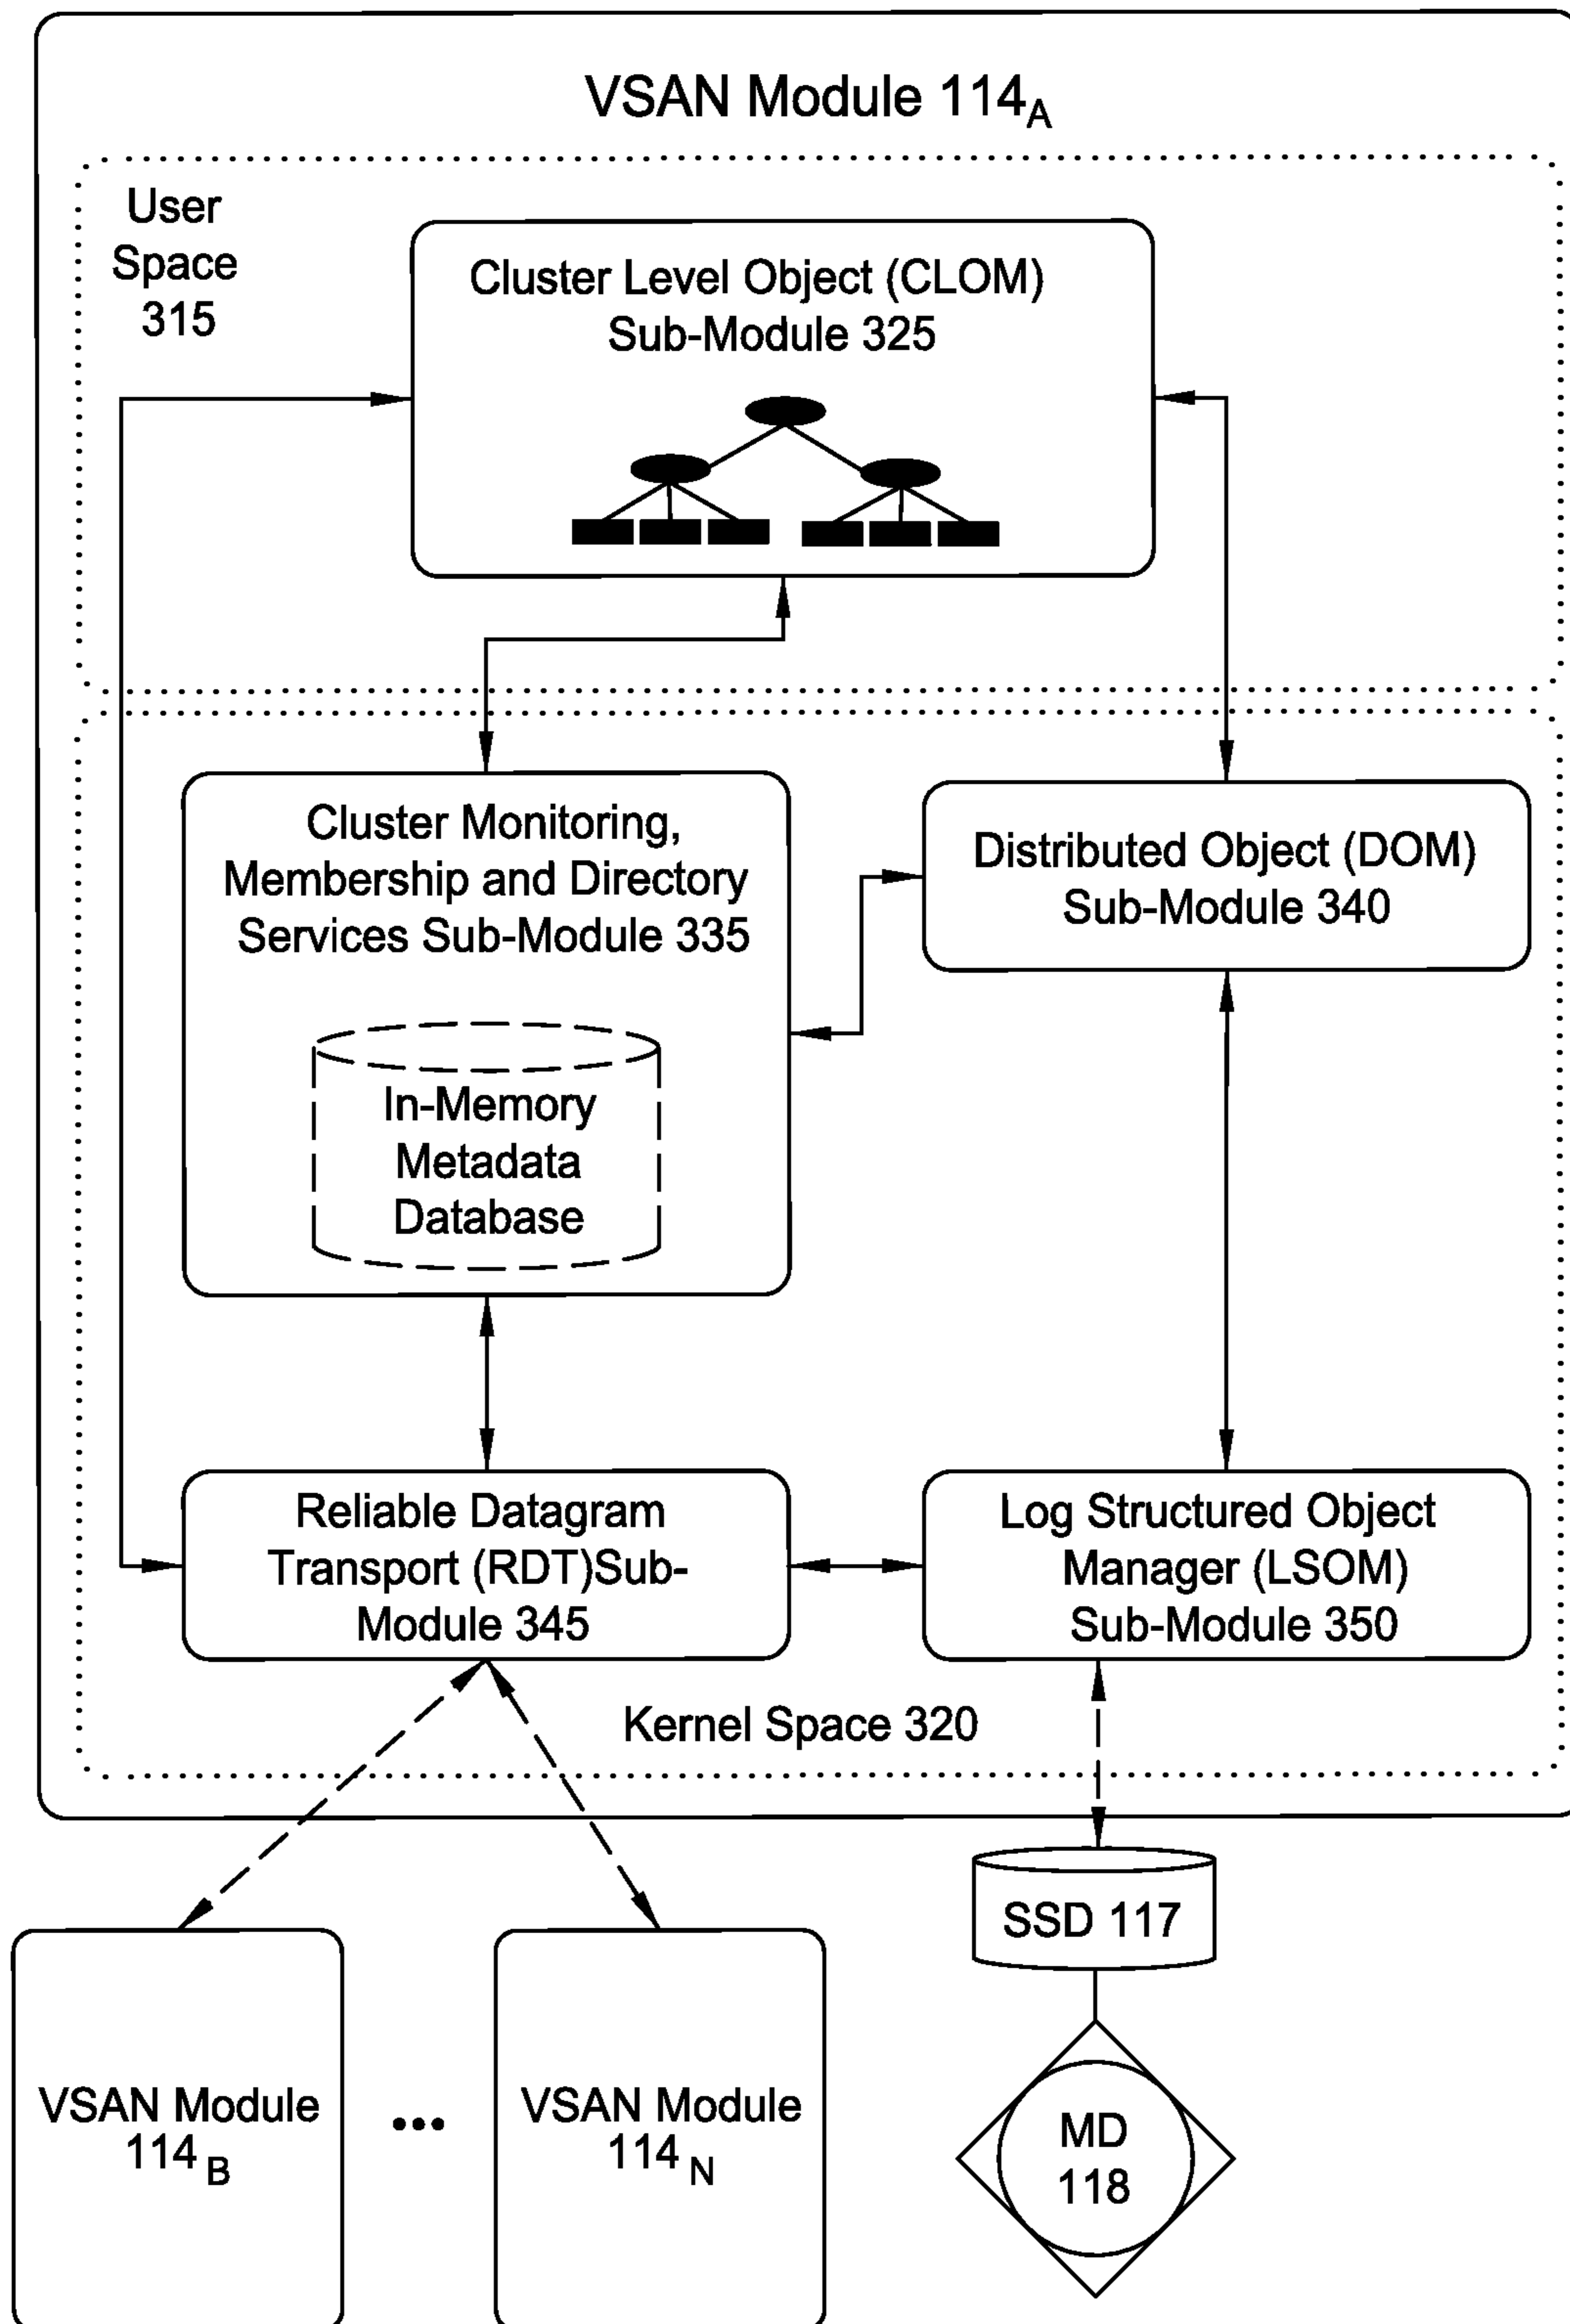 VSAN Module 114A
User
Space
315
Cluster Level Object (CLOM)
Sub-Module 325
Cluster Monitoring,
Membership and Directory
Services Sub-Module 335
In-Memory
Metadata
Database
Distributed Object (DOM)
Sub-Module 340
Reliable Datagram
Transport (RDT)Sub-
Module 345
Log Structured Object
Manager (LSOM)
Sub-Module 350
Kernel Space 320
VSAN Module
114 B
...
VSAN Module
114 N
SSD 117
MD
118